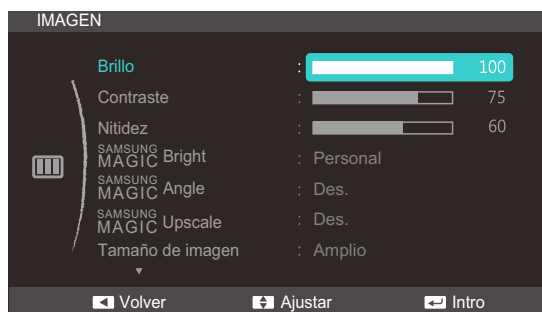 IMAGEN
Brillo : 100
Contraste : 75
Nitidez : 60
SAMSUNG MAGIC Bright : Personal
SAMSUNG MAGIC Angle : Des.
SAMSUNG MAGIC Upscale : Des.
Tamaño de imagen : Amplio
Volver Ajustar Intro